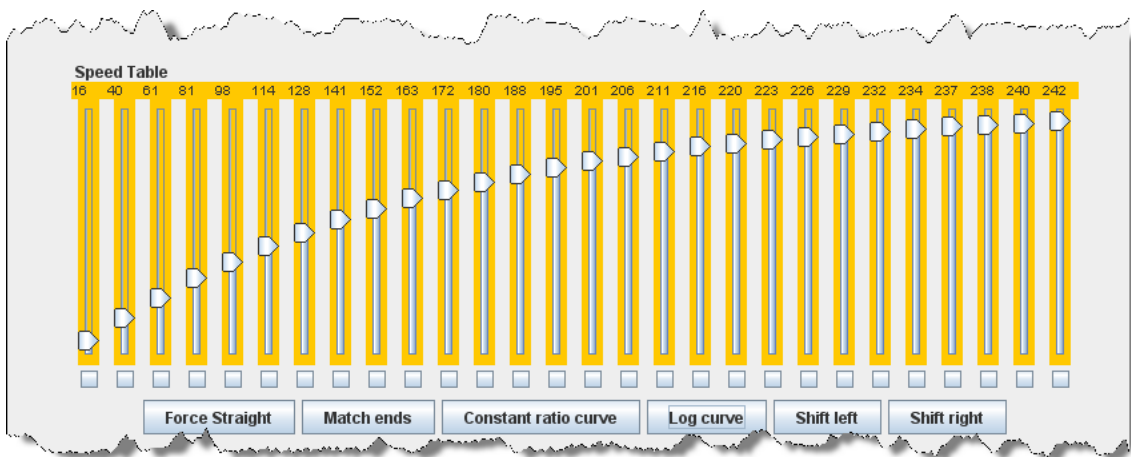 Speed Table
16 40 61 81 98 114 128 141 152 163 172 180 188 195 201 206 211 216 220 223 226 229 232 234 237 238 240 242
Force Straight Match ends Constant ratio curve Log curve Shift left Shift right